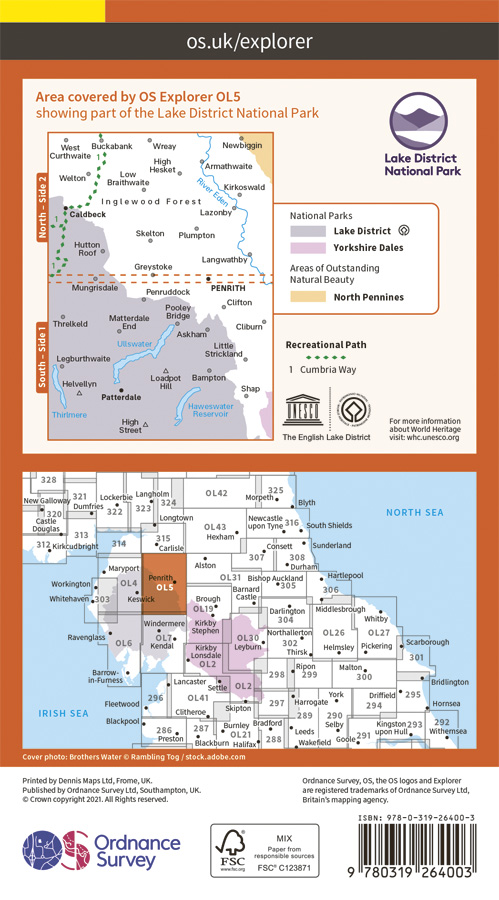 os.uk/explorer
Area covered by OS Explorer OL5
showing part of the Lake District National Park
Lake District
National Park
North – Side 2
South – Side 1
West
Curthwaite
Buckabank
Wreay
Newbiggin
1
High
Hesket
Armathwaite
Welton
Low
Braithwaite
River Eden
Kirkoswald
Inglewood Forest
Caldbeck
Lazonby
1
Skelton
Plumpton
Hutton
Roof
Langwathby
1
Greystoke
Mungrisdale
PENRITH
Penruddock
Clifton
Threlkeld
Matterdale
End
Pooley
Bridge
Cliburn
Ullswater
Askham
Little
Strickland
Legburthwaite
Helvellyn
Loadpot
Hill
Bampton
Shap
Patterdale
Thirlmere
Haweswater
Reservoir
High
Street
National Parks
Lake District
Yorkshire Dales
Areas of Outstanding
Natural Beauty
North Pennines
Recreational Path
1 Cumbria Way
UNESCO
The English Lake District
For more information
about World Heritage
visit: whc.unesco.org
328
New Galloway
321
Dumfries
Lockerbie
322
Langholm
323
324
OL42
325
Morpeth
Blyth
320
Castle
Douglas
313
Longtown
OL43
Hexham
Newcastle
upon Tyne
316
South Shields
NORTH SEA
312
Kirkcudbright
314
315
Carlisle
Consett
Sunderland
Alston
307
308
Durham
Maryport
Penrith
OL5
OL31
Bishop Auckland
305
Hartlepool
Workington
OL4
Barnard
Castle
306
Whitehaven
303
Keswick
Brough
OL19
Darlington
304
Middlesbrough
Whitby
Kirkby
Stephen
Ravenglass
OL6
Windermere
OL7
Kendal
OL30
Leyburn
Northallerton
302
Thirsk
OL26
Helmsley
OL27
Pickering
Scarborough
Kirkby
Lonsdale
OL2
301
Barrow-
in-Furness
Lancaster
Settle
OL2
298
Ripon
299
Malton
300
Bridlington
Fleetwood
296
OL41
Clitheroe
Skipton
297
Harrogate
289
York
290
Driffield
294
295
Hornsea
IRISH SEA
Blackpool
286
Preston
287
Blackburn
Burnley
OL21
Halifax
Bradford
288
Leeds
Wakefield
Selby
Goole
291
Kingston
upon Hull
293
292
Withernsea
Cover photo: Brothers Water © Rambling Tog / stock.adobe.com
Printed by Dennis Maps Ltd, Frome, UK.
Published by Ordnance Survey Ltd, Southampton, UK.
© Crown copyright 2021. All Rights reserved.
Ordnance Survey, OS, the OS logos and Explorer
are registered trademarks of Ordnance Survey Ltd,
Britain's mapping agency.
Ordnance
Survey
FSC
www.fsc.org
MIX
Paper from
responsible sources
FSC® C123871
ISBN: 978-0-319-26400-3
9 780319 264003